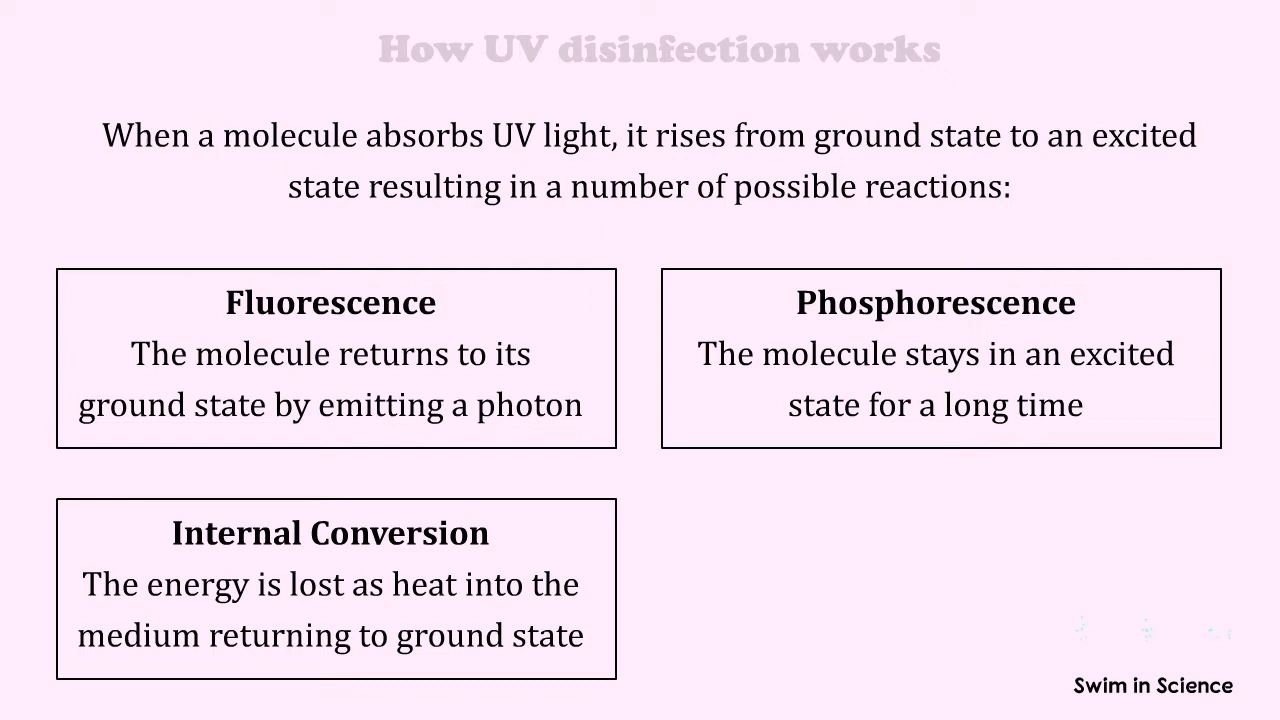 How UV disinfection works
When a molecule absorbs UV light, it rises from ground state to an excited
state resulting in a number of possible reactions:
Fluorescence
The molecule returns to its
ground state by emitting a photon
Phosphorescence
The molecule stays in an excited
state for a long time
Internal Conversion
The energy is lost as heat into the
medium returning to ground state
Swim in Science